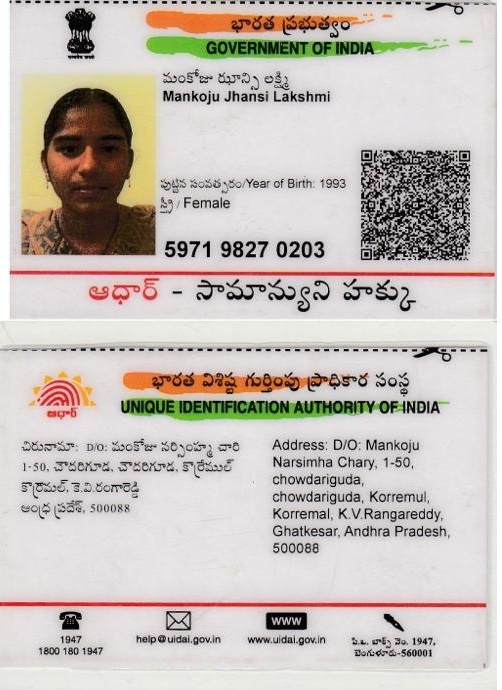 భారత ప్రభుత్వం
GOVERNMENT OF INDIA
మంకోజు ఝాన్సి లక్ష్మి
Mankoju Jhansi Lakshmi
పుట్టిన సంవత్సరం/Year of Birth: 1993
స్త్రీ / Female
5971 9827 0203
ఆధార్ - సామాన్యుని హక్కు
భారత విశిష్ట గుర్తింపు ప్రాధికార సంస్థ
ఆధార్
UNIQUE IDENTIFICATION AUTHORITY OF INDIA
చిరునామా: D/O: మంకోజు నర్సింహ్మ చారి
1-50, చౌదరిగూడ, చౌదరిగూడ, కొర్రేముల్
కొర్రేమల్, కె.వి.రంగారెడ్డి
ఆంధ్ర ప్రదేశ్, 500088
Address: D/O: Mankoju
Narsimha Chary, 1-50,
chowdariguda,
chowdariguda, Korremul,
Korremal, K.V.Rangareddy,
Ghatkesar, Andhra Pradesh,
500088
1947
1800 180 1947
help@uidai.gov.in
WWW
www.uidai.gov.in
పి.ఒ. బాక్స్ నెం. 1947,
బెంగుళూరు-560001